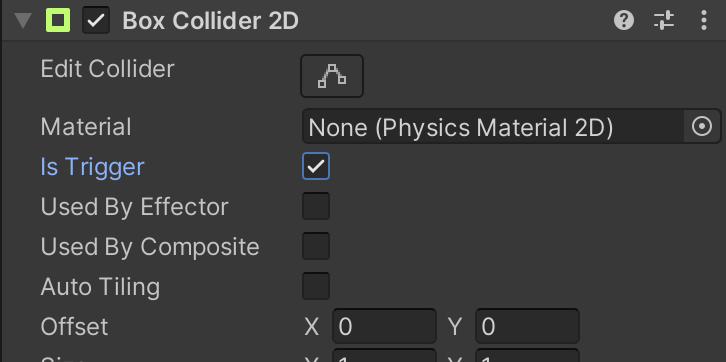 Box Collider 2D
Edit Collider
Material None (Physics Material 2D)
Is Trigger
Used By Effector
Used By Composite
Auto Tiling
Offset X 0 Y 0